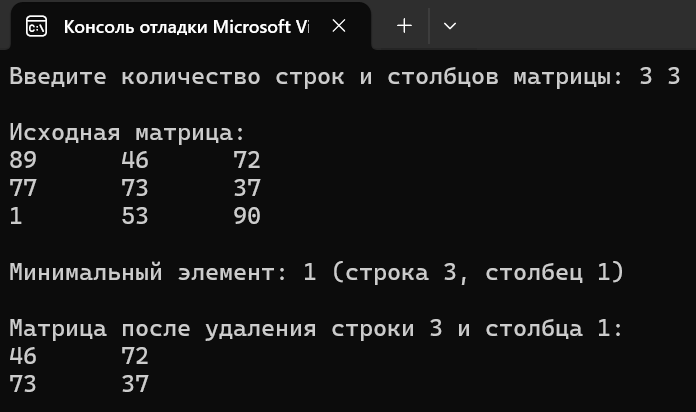 Консоль отладки Microsoft Vi
Введите количество строк и столбцов матрицы: 3 3
Исходная матрица:
89 46 72
77 73 37
1 53 90
Минимальный элемент: 1 (строка 3, столбец 1)
Матрица после удаления строки 3 и столбца 1:
46 72
73 37